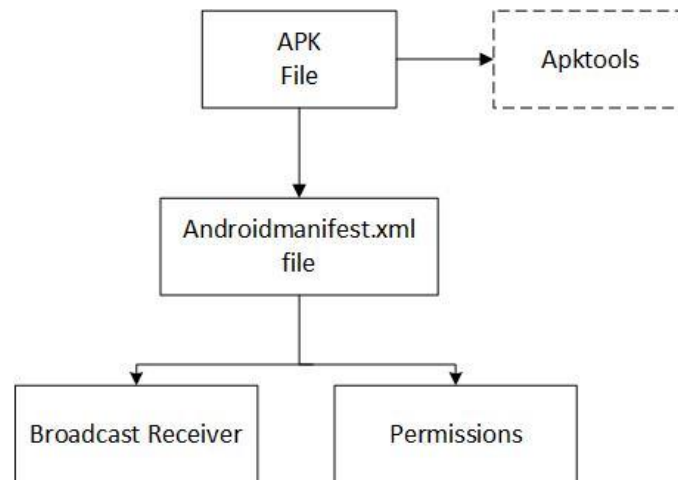 APK
File
Apktools
Androidmanifest.xml
file
Broadcast Receiver
Permissions